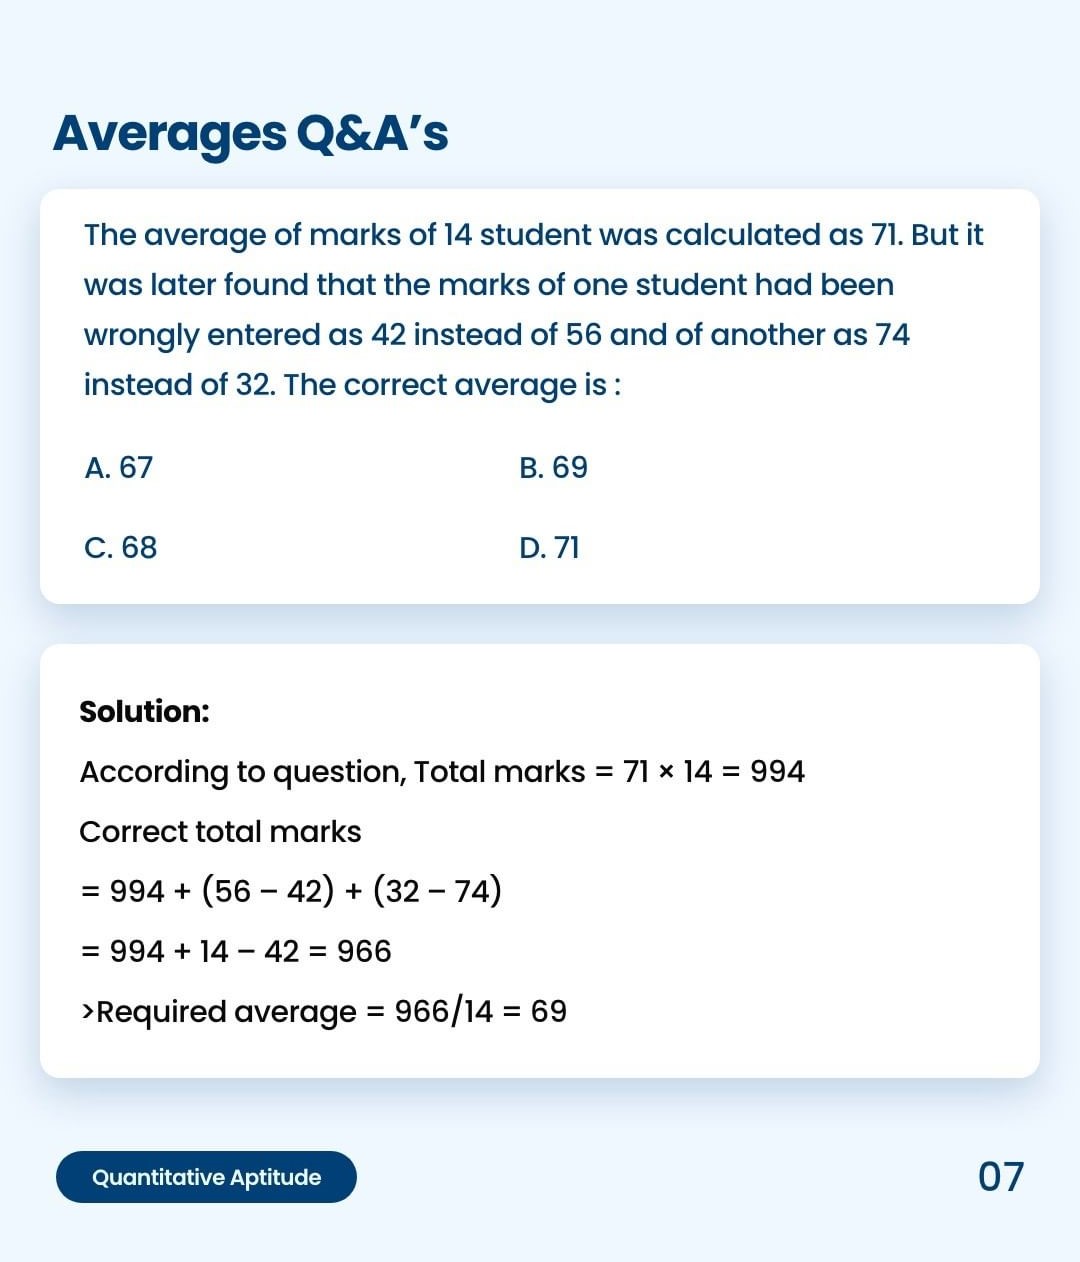 Averages Q&A’s
The average of marks of 14 student was calculated as 71. But it
was later found that the marks of one student had been
wrongly entered as 42 instead of 56 and of another as 74
instead of 32. The correct average is :
A. 67
B. 69
C. 68
D. 71
Solution:
According to question, Total marks = 71 × 14 = 994
Correct total marks
= 994 + (56 – 42) + (32 – 74)
= 994 + 14 – 42 = 966
>Required average = 966/14 = 69
Quantitative Aptitude
07